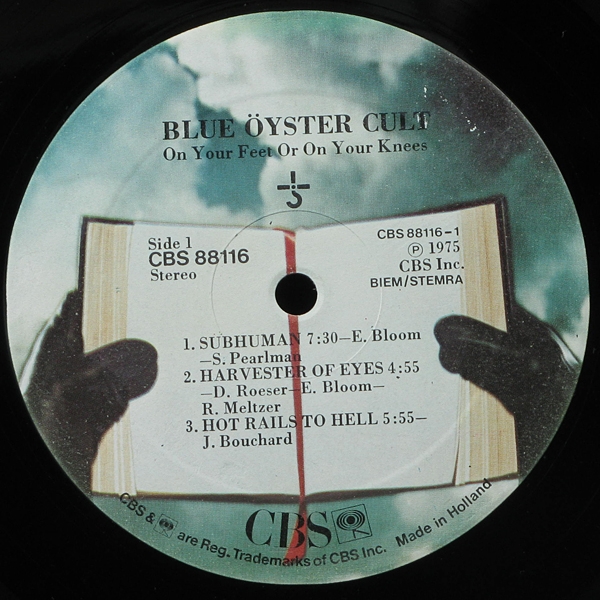 BLUE ÖYSTER CULT
On Your Feet Or On Your Knees
Side 1
CBS 88116
Stereo
CBS 88116-1
℗ 1975
CBS Inc.
BIEM/STEMRA
1. SUBHUMAN 7:30—E. Bloom
—S. Pearlman
2. HARVESTER OF EYES 4:55
—D. Roeser—E. Bloom—
R. Meltzer
3. HOT RAILS TO HELL 5:55—
J. Bouchard
CBS
CBS & are Reg. Trademarks of CBS Inc. Made in Holland